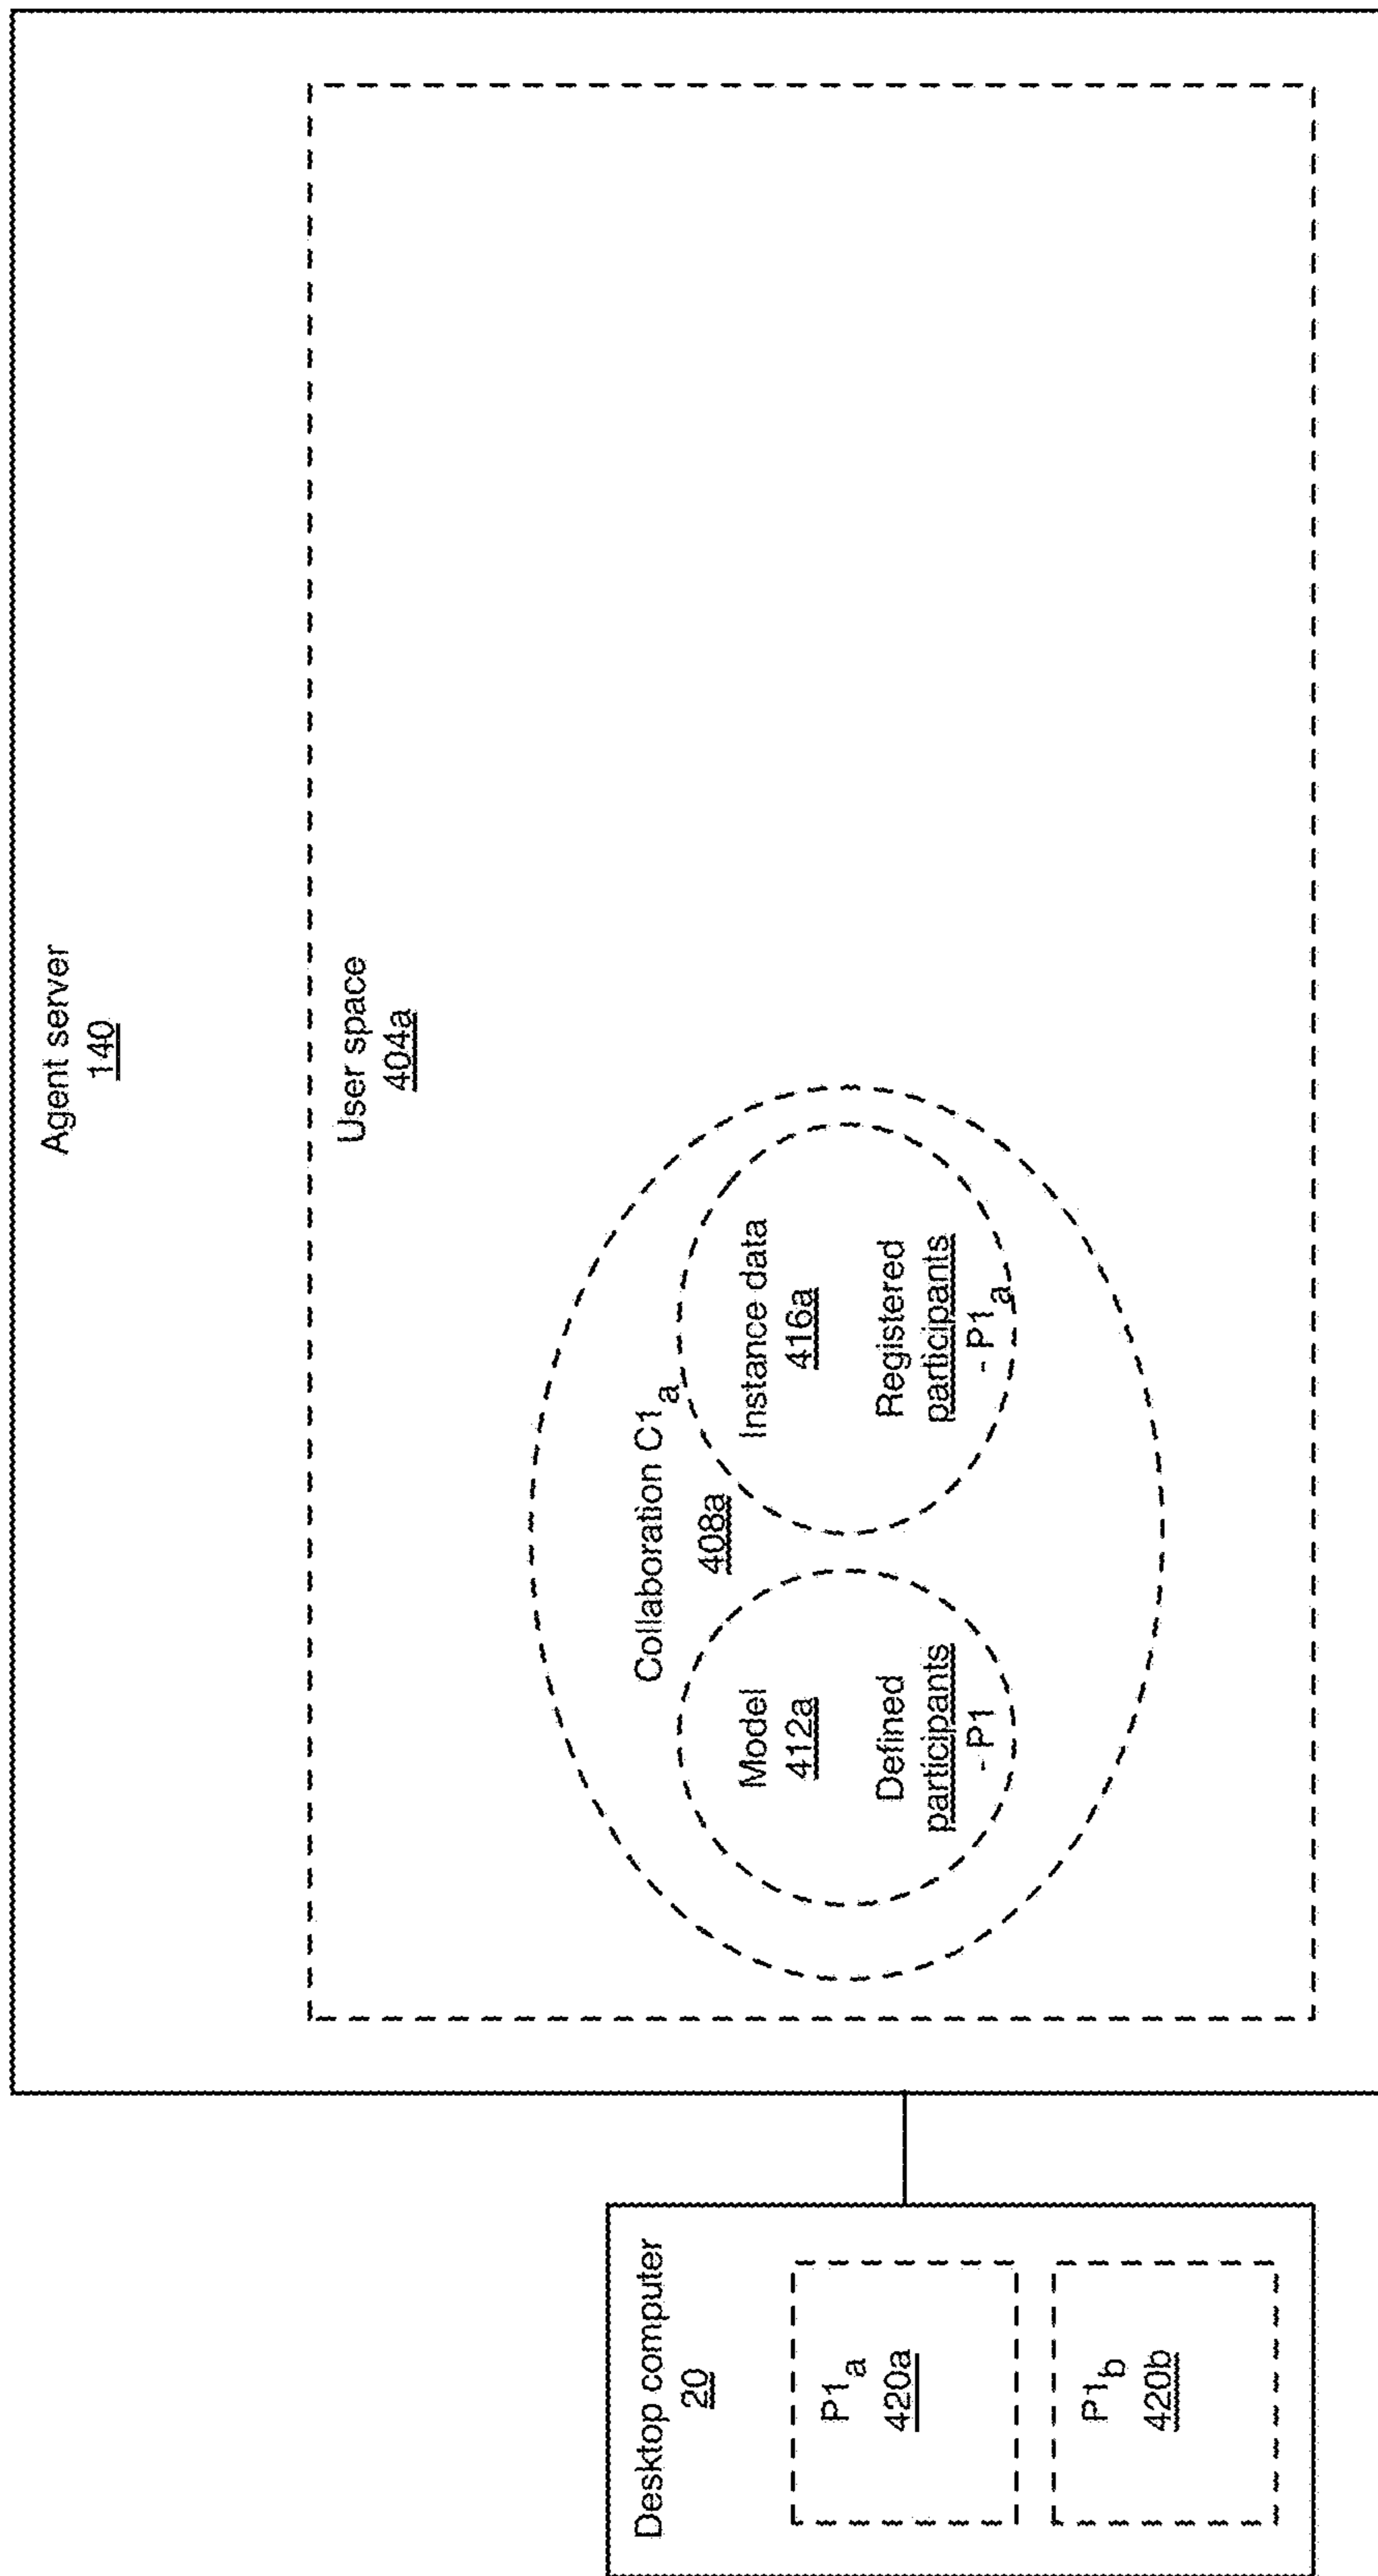 Agent server
140
User space
404a
Collaboration C1a
408a
Model
412a
Defined
participants
- P1
Instance data
416a
Registered
participants
- P1a
Desktop computer
20
P1a
420a
P1b
420b